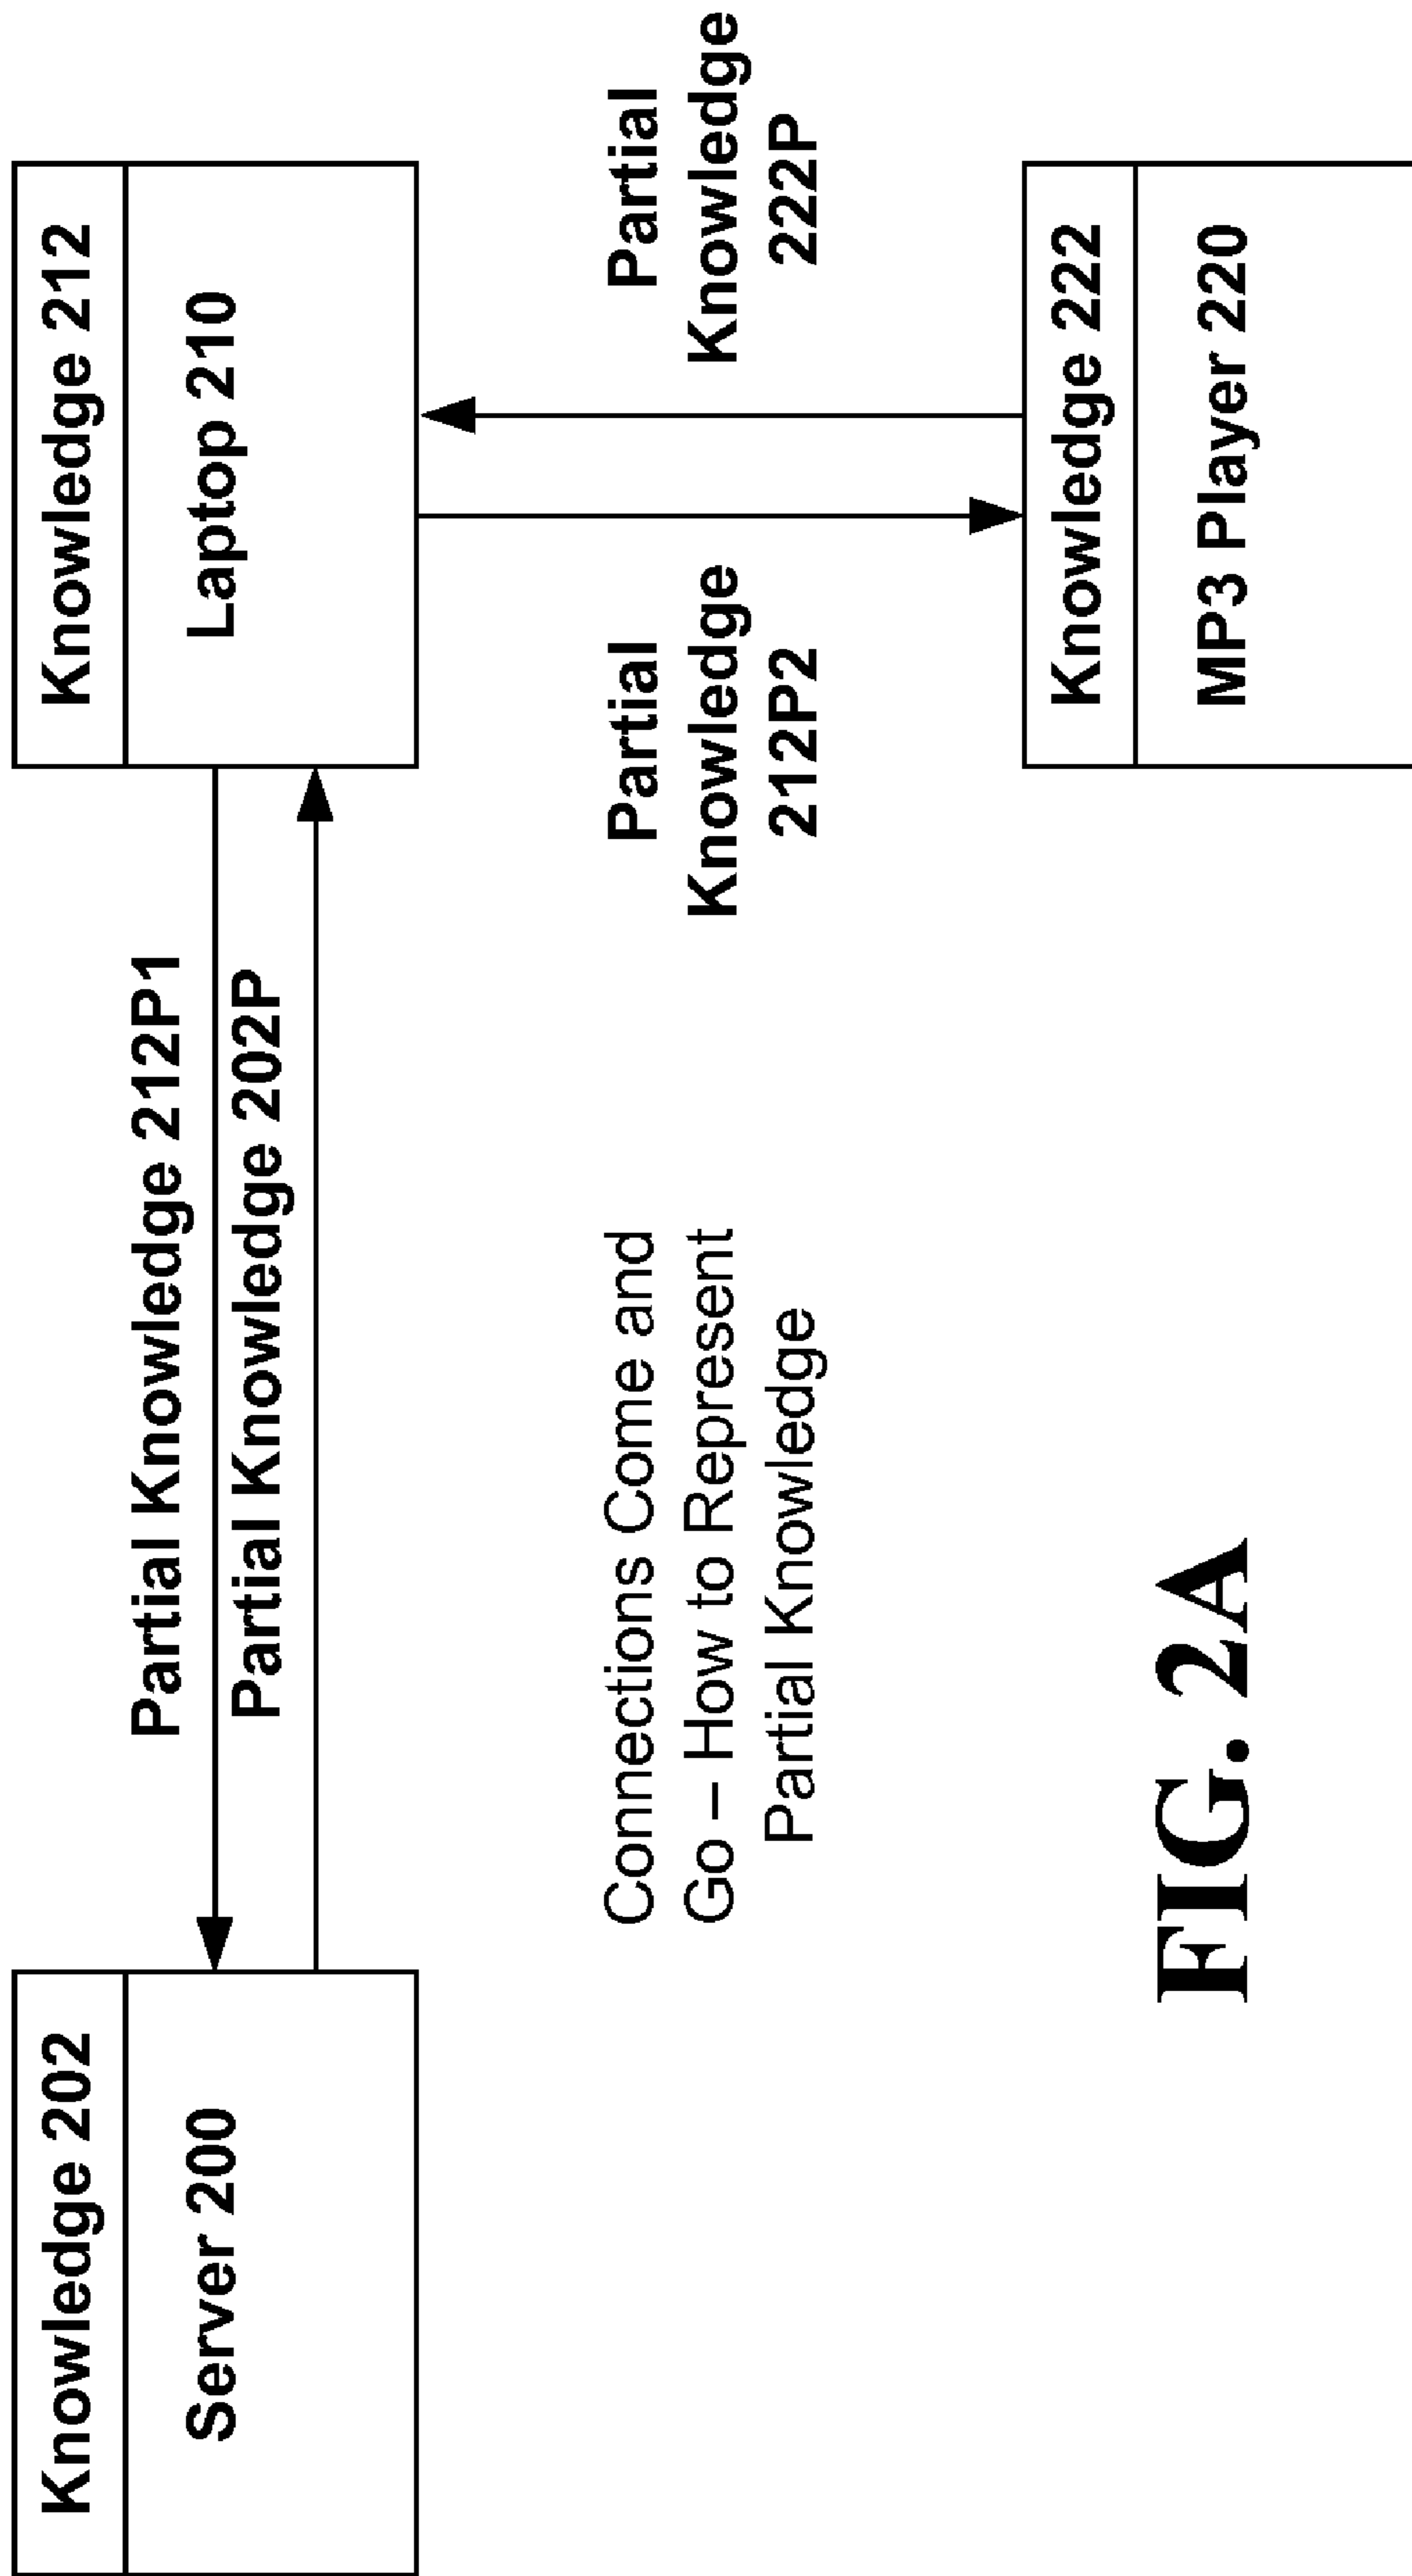 Knowledge 202
Server 200
Partial Knowledge 212P1
Partial Knowledge 202P
Knowledge 212
Laptop 210
Connections Come and
Go – How to Represent
Partial Knowledge
Partial
Knowledge
212P2
Partial
Knowledge
222P
Knowledge 222
MP3 Player 220
FIG. 2A